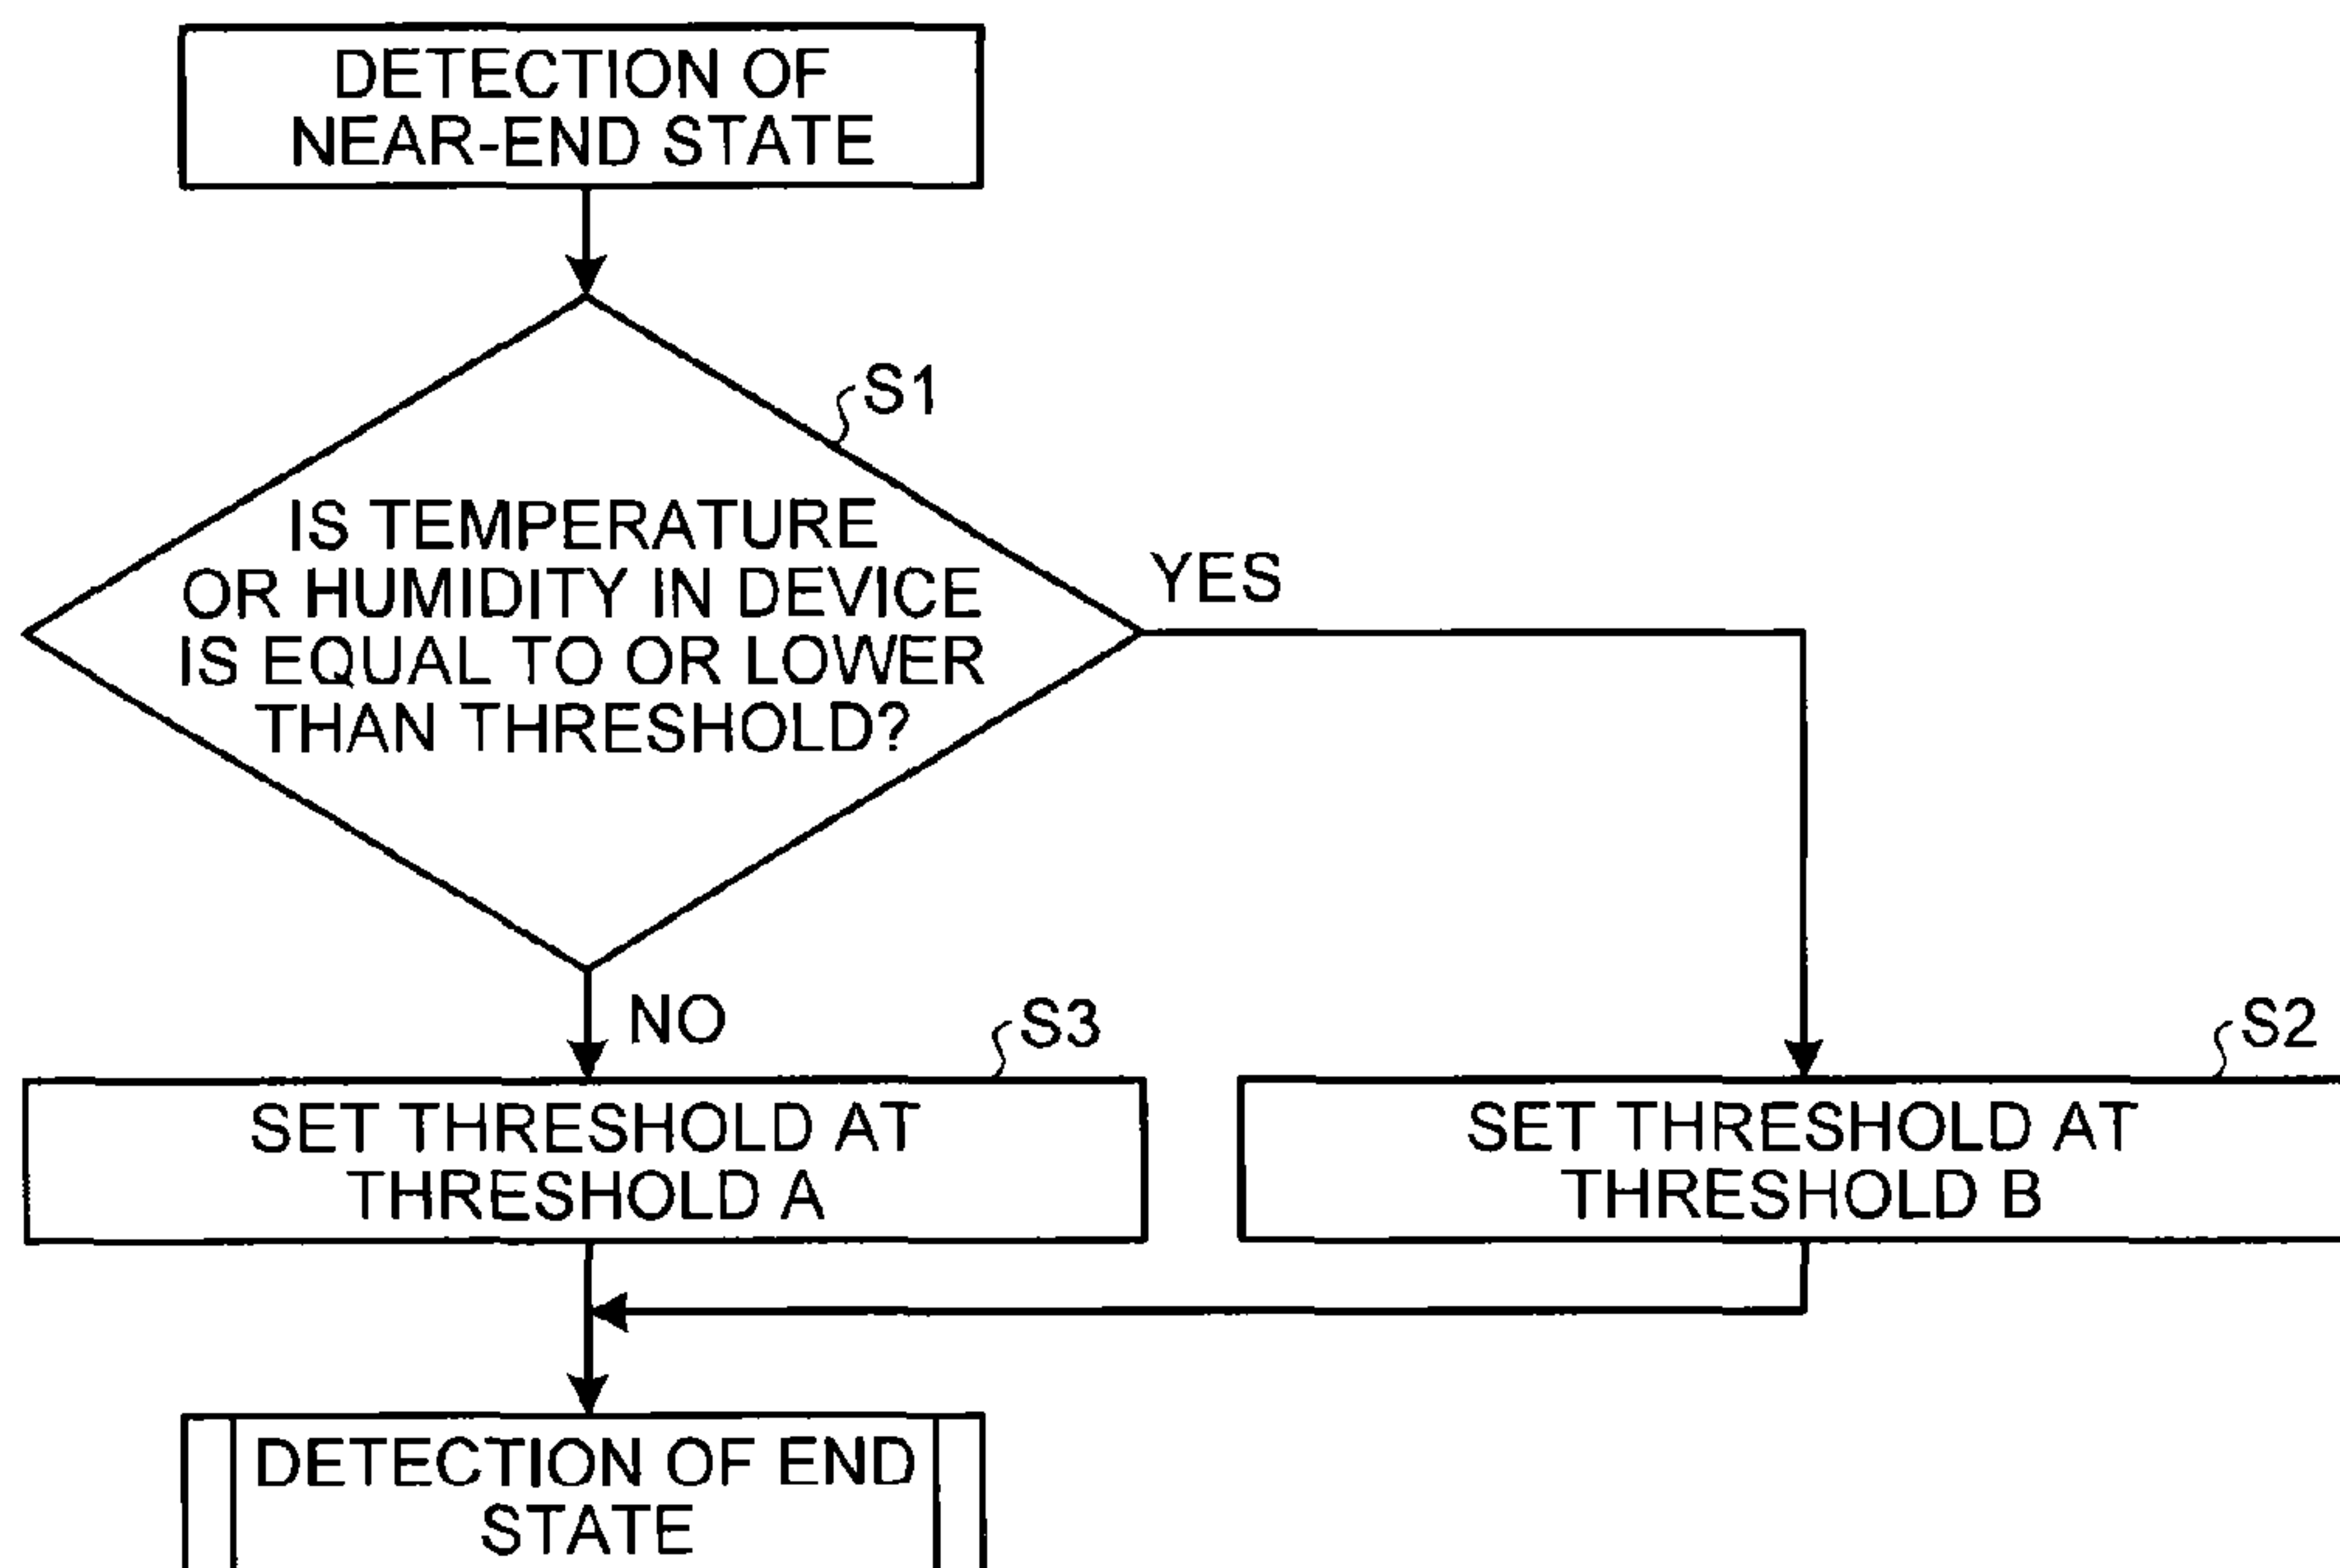 DETECTION OF
NEAR-END STATE
S1
IS TEMPERATURE
OR HUMIDITY IN DEVICE
IS EQUAL TO OR LOWER
THAN THRESHOLD?
YES
NO
S3
S2
SET THRESHOLD AT
THRESHOLD A
SET THRESHOLD AT
THRESHOLD B
DETECTION OF END
STATE